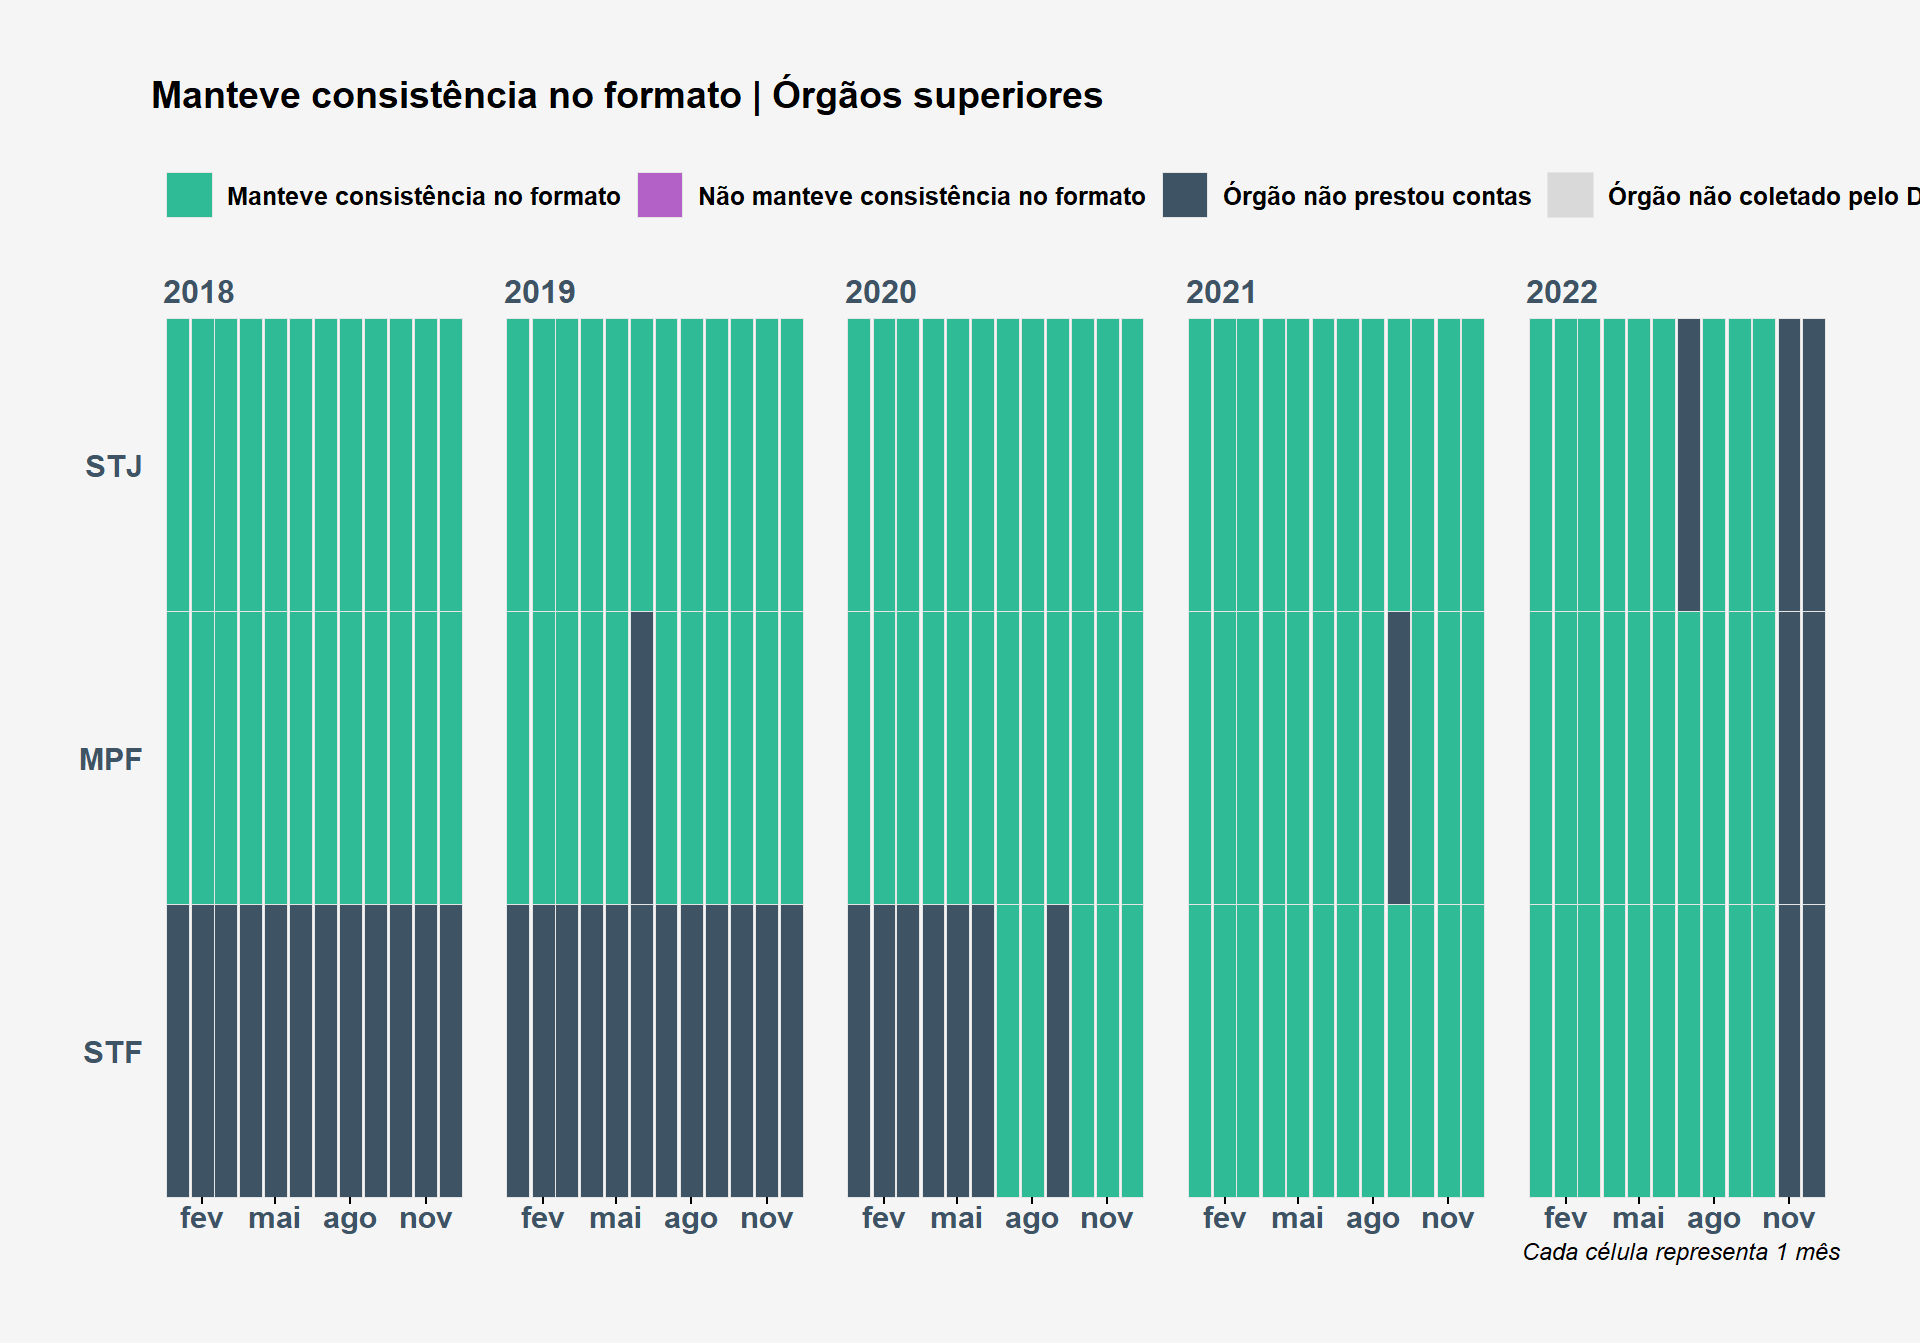 Manteve consistência no formato | Órgãos superiores
Manteve consistência no formato Não manteve consistência no formato Órgão não prestou contas Órgão não coletado pelo
2018 2019 2020 2021 2022
STJ
MPF
STF
fev mai ago nov fev mai ago nov fev mai ago nov fev mai ago nov fev mai ago nov
Cada célula representa 1 mês